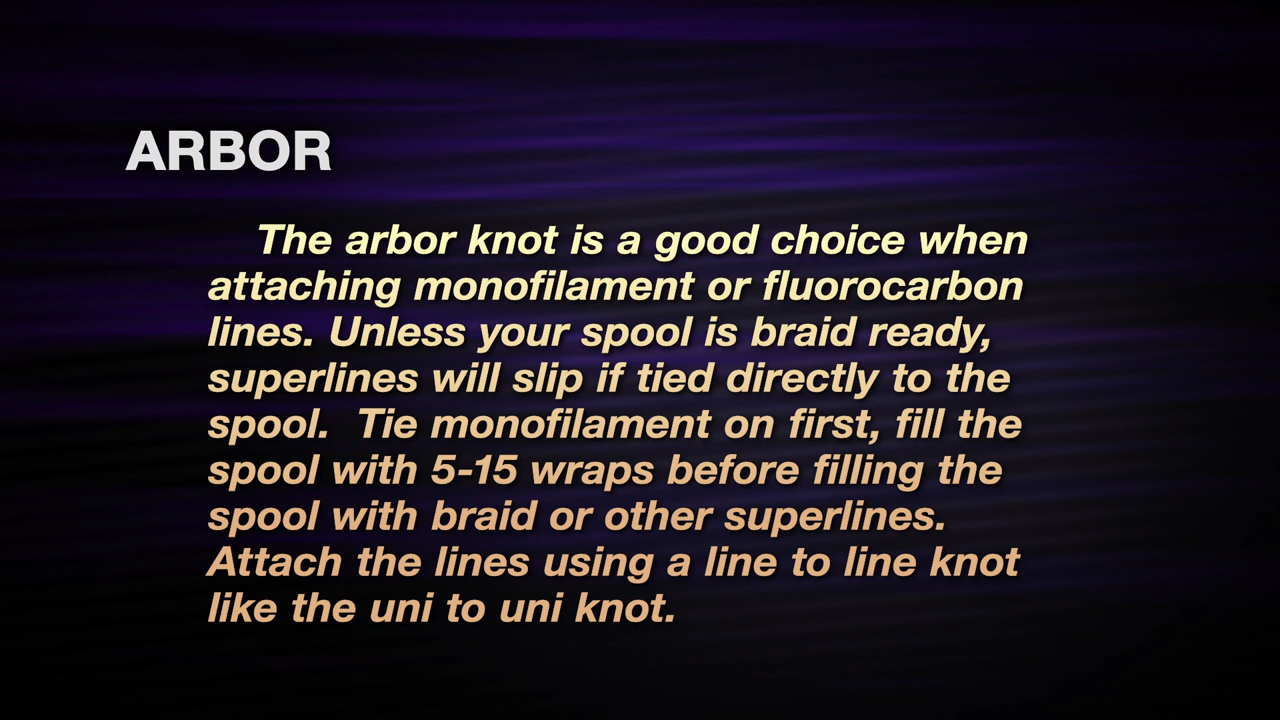 ARBOR
The arbor knot is a good choice when
attaching monofilament or fluorocarbon
lines. Unless your spool is braid ready,
superlines will slip if tied directly to the
spool.  Tie monofilament on first, fill the
spool with 5-15 wraps before filling the
spool with braid or other superlines.
Attach the lines using a line to line knot
like the uni to uni knot.